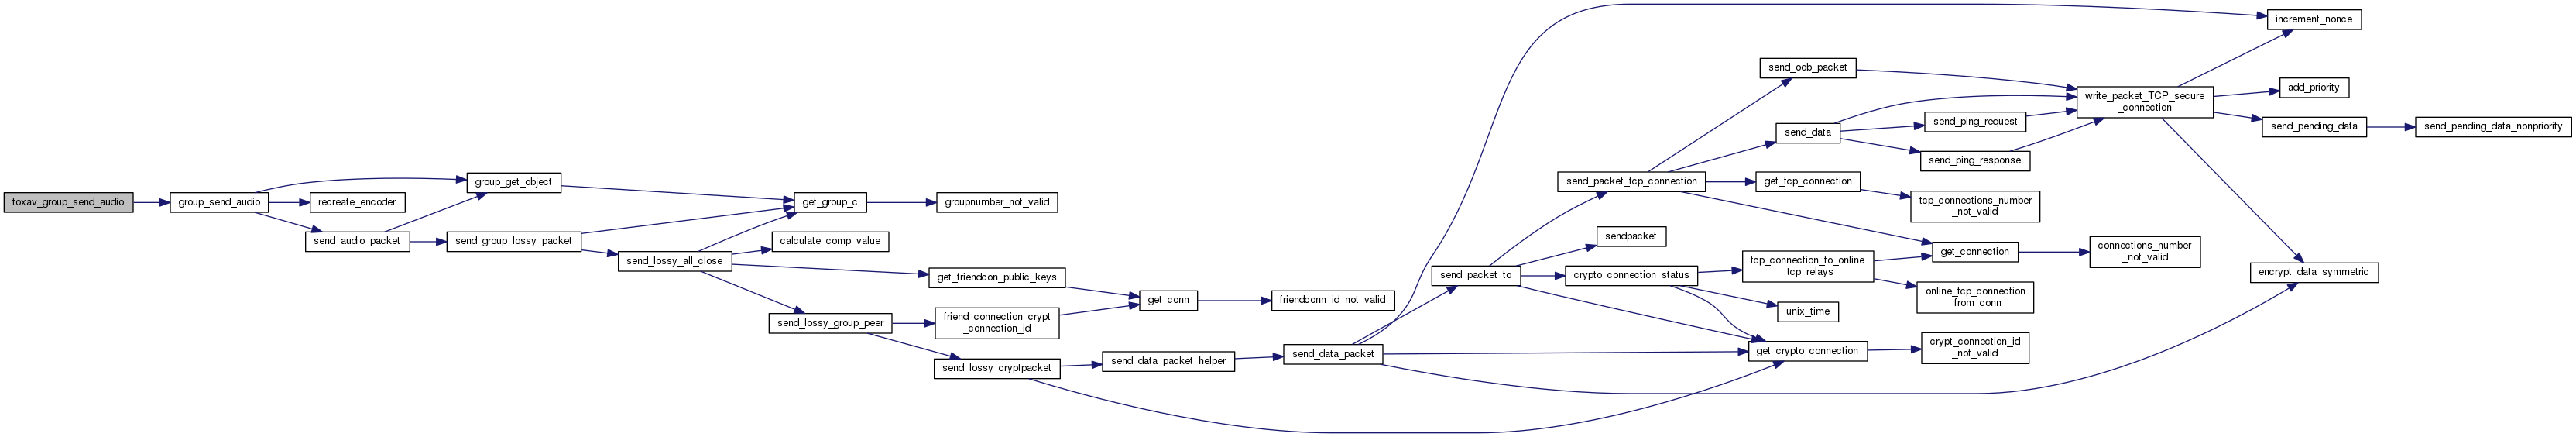 toxav_group_send_audio
group_send_audio
group_get_object
recreate_encoder
send_audio_packet
send_group_lossy_packet
send_lossy_all_close
get_group_c
calculate_comp_value
send_lossy_group_peer
groupnumber_not_valid
get_friendcon_public_keys
friend_connection_crypt
_connection_id
send_lossy_cryptpacket
get_conn
send_data_packet_helper
friendconn_id_not_valid
send_data_packet
send_packet_to
send_packet_tcp_connection
sendpacket
crypto_connection_status
send_oob_packet
send_data
get_tcp_connection
tcp_connection_to_online
_tcp_relays
unix_time
get_crypto_connection
send_ping_request
send_ping_response
tcp_connections_number
_not_valid
get_connection
online_tcp_connection
_from_conn
crypt_connection_id
_not_valid
write_packet_TCP_secure
_connection
connections_number
_not_valid
increment_nonce
add_priority
send_pending_data
encrypt_data_symmetric
send_pending_data_nonpriority